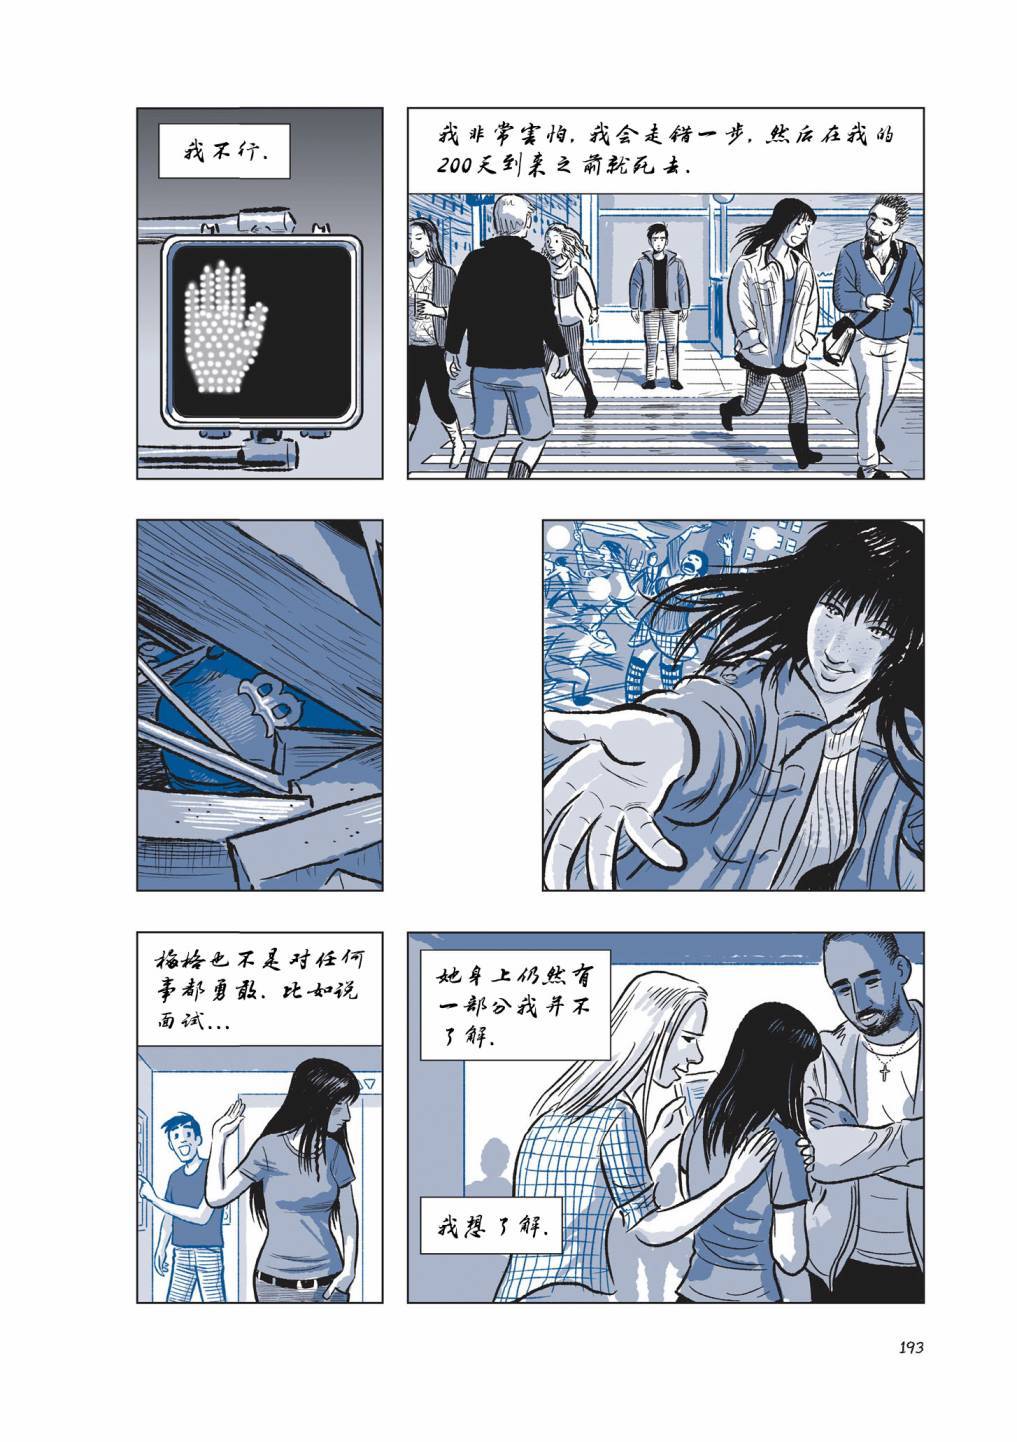 我不行.
我非常害怕,我会走错一步,然后在我的
200天到来之前就死去.
B
梅格也不是对任何
事都勇敢.比如说
面试...
她身上仍然有
一部分我并不
了解.
我想了解.
193